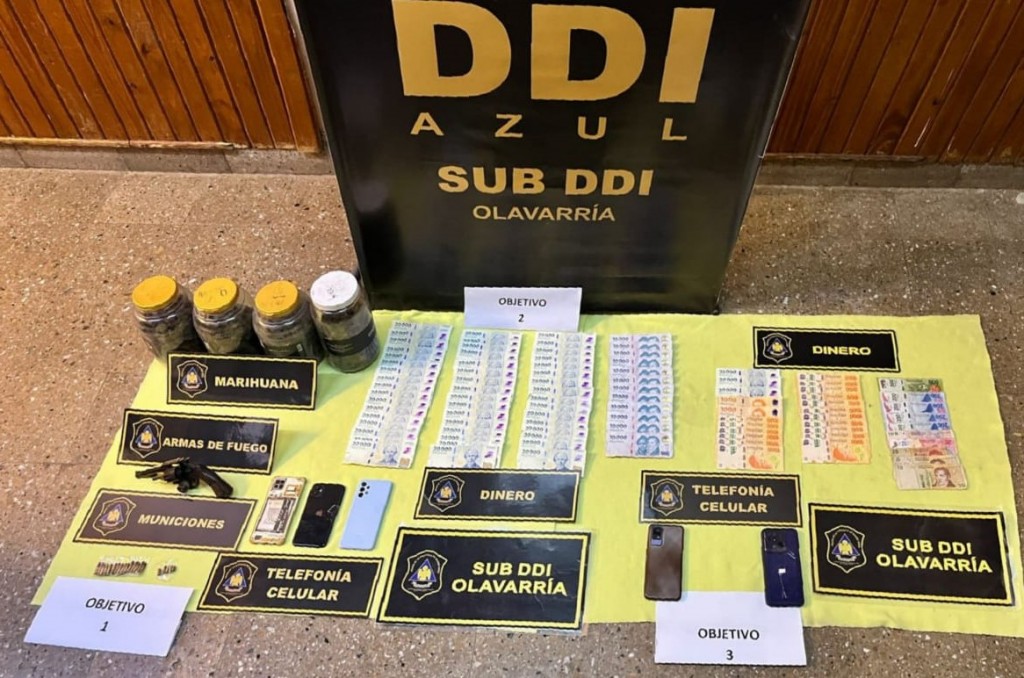 DDI
AZUL
SUB DDI
OLAVARRÍA
OBJETIVO
2
DINERO
MARIHUANA
ARMAS DE FUEGO
DINERO
TELEFONÍA
CELULAR
MUNICIONES
SUB DDI
OLAVARRÍA
TELEFONÍA
CELULAR
SUB DDI
OLAVARRÍA
OBJETIVO
1
OBJETIVO
3